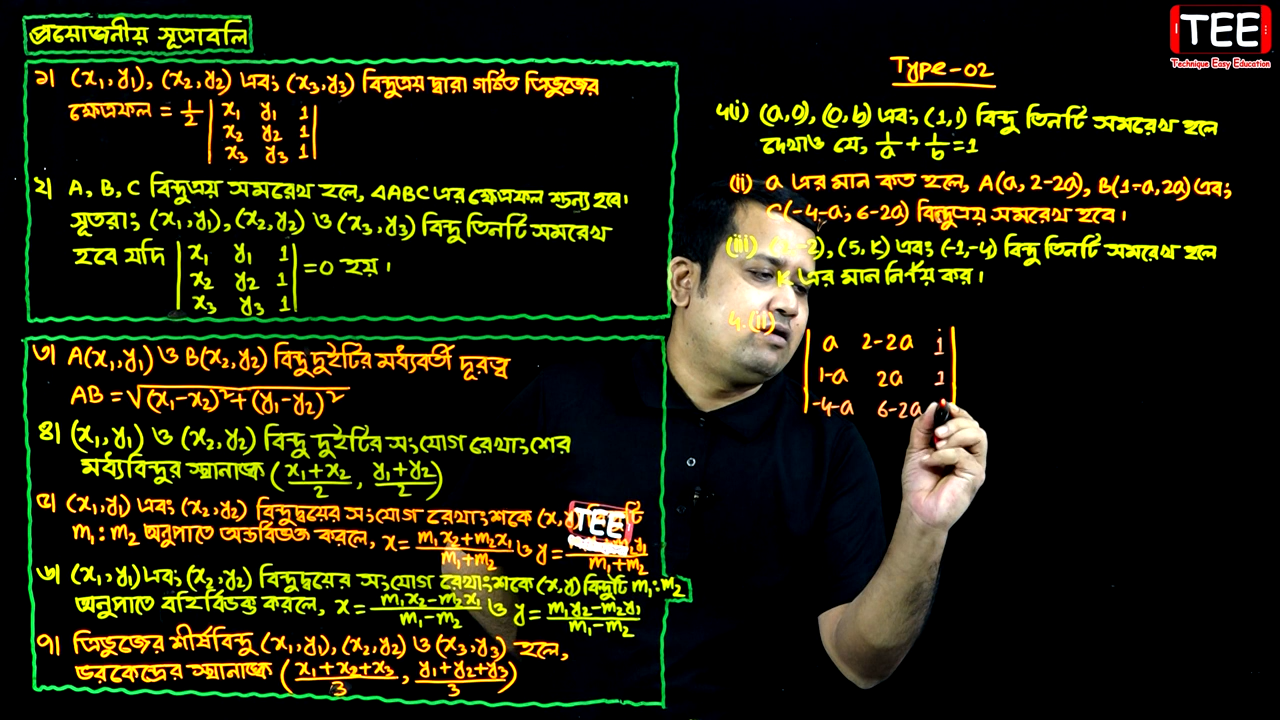 প্রয়োজনীয় সূত্রাবলি
১। (x₁, y₁), (x₂, y₂) এবং (x₃, y₃) বিন্দুত্রয় দ্বারা গঠিত ত্রিভুজের
ক্ষেত্রফল = 1/2 | x₁ y₁ 1
x₂ y₂ 1
x₃ y₃ 1 |
২। A, B, C বিন্দুত্রয় সমরেখ হলে, ΔABC এর ক্ষেত্রফল শূন্য হবে।
সুতরাং (x₁, y₁), (x₂, y₂) ও (x₃, y₃) বিন্দু তিনটি সমরেখ
হবে যদি | x₁ y₁ 1
x₂ y₂ 1
x₃ y₃ 1 | = 0 হয়।
৩। A(x₁, y₁) ও B(x₂, y₂) বিন্দু দুইটির মধ্যবর্তী দূরত্ব
AB = √(x₁-x₂)²+(y₁-y₂)²
৪। (x₁, y₁) ও (x₂, y₂) বিন্দু দুইটির সংযোগ রেখাংশের
মধ্যবিন্দুর স্থানাঙ্ক (x₁+x₂/2, y₁+y₂/2)
৫। (x₁, y₁) এবং (x₂, y₂) বিন্দুদ্বয়ের সংযোগ রেখাংশকে (x, y)
m₁:m₂ অনুপাতে অন্তর্বিভক্ত করলে, x = m₁x₂+m₂x₁/m₁+m₂ ও y = m₂y₁/m₁+m₂
৬। (x₁, y₁) এবং (x₂, y₂) বিন্দুদ্বয়ের সংযোগ রেখাংশকে (x, y) বিন্দুটি m₁:m₂
অনুপাতে বহির্বিভক্ত করলে, x = m₁x₂-m₂x₁/m₁-m₂ ও y = m₁y₂-m₂y₁/m₁-m₂
৭। ত্রিভুজের শীর্ষবিন্দু (x₁, y₁), (x₂, y₂) ও (x₃, y₃) হলে,
ভরকেন্দ্রের স্থানাঙ্ক (x₁+x₂+x₃/3, y₁+y₂+y₃/3)
TEE
TEE
Technique Easy Education
Type-02
৫(i) (a,0), (0,b) এবং (1,1) বিন্দু তিনটি সমরেখ হলে
দেখাও যে, 1/a + 1/b = 1
(ii) a এর মান কত হলে, A(a, 2-2a), B(1-a, 2a) এবং
C(-4-a, 6-2a) বিন্দুত্রয় সমরেখ হবে।
(iii) -2), (5, K) এবং (-1,-4) বিন্দু তিনটি সমরেখ হলে
K এর মান নির্ণয় কর।
৫.(ii)
| a 2-2a 1
1-a 2a 1
-4-a 6-2a |